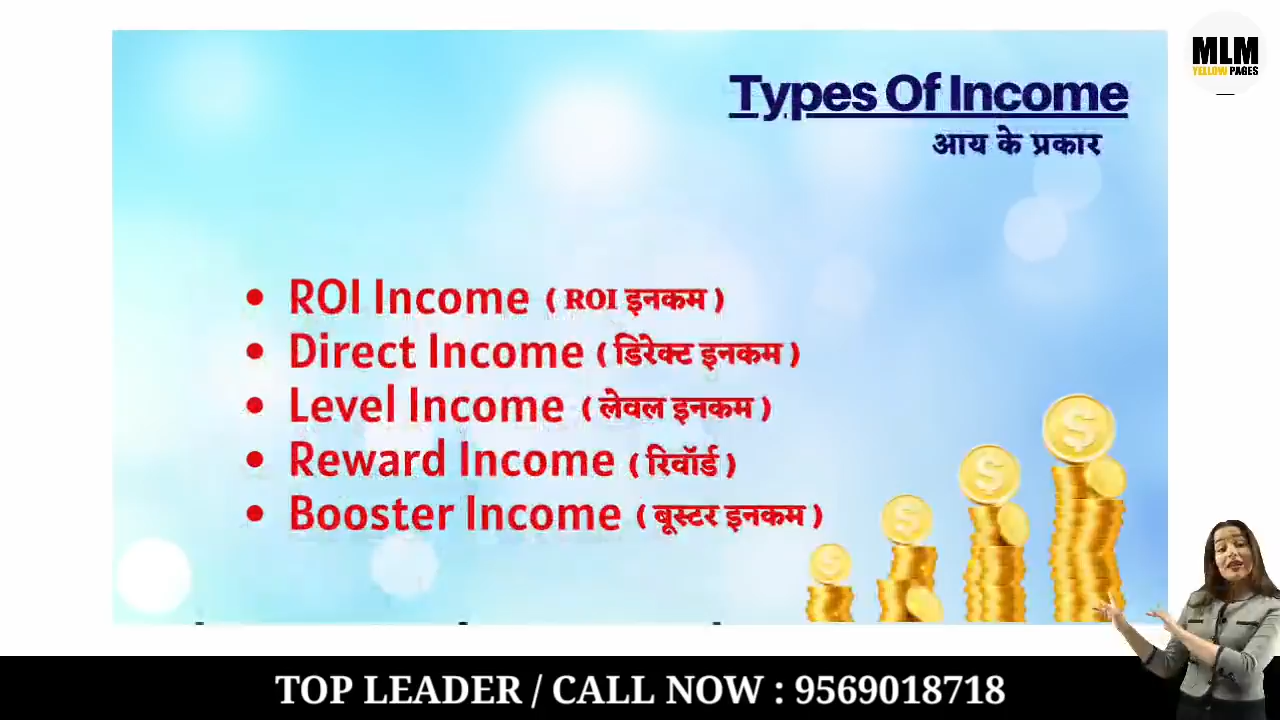 MLM
YELLOW PAGES
Types Of Income
आय के प्रकार
• ROI Income ( ROI इनकम )
• Direct Income ( डिरेक्ट इनकम )
• Level Income ( लेवल इनकम )
• Reward Income ( रिवॉर्ड )
• Booster Income ( बूस्टर इनकम )
TOP LEADER / CALL NOW : 9569018718